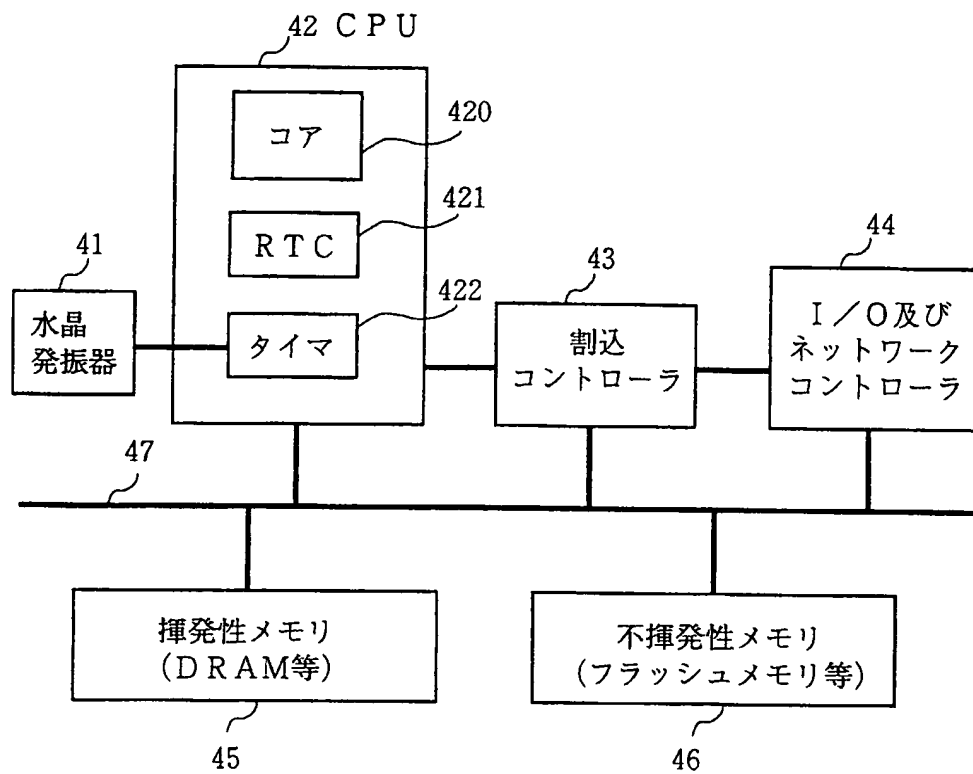 42 CPU
コア
420
RTC
421
41
水晶
発振器
タイマ
422
43
割込
コントローラ
44
I/O及び
ネットワーク
コントローラ
47
揮発性メモリ
(DRAM等)
45
不揮発性メモリ
(フラッシュメモリ等)
46